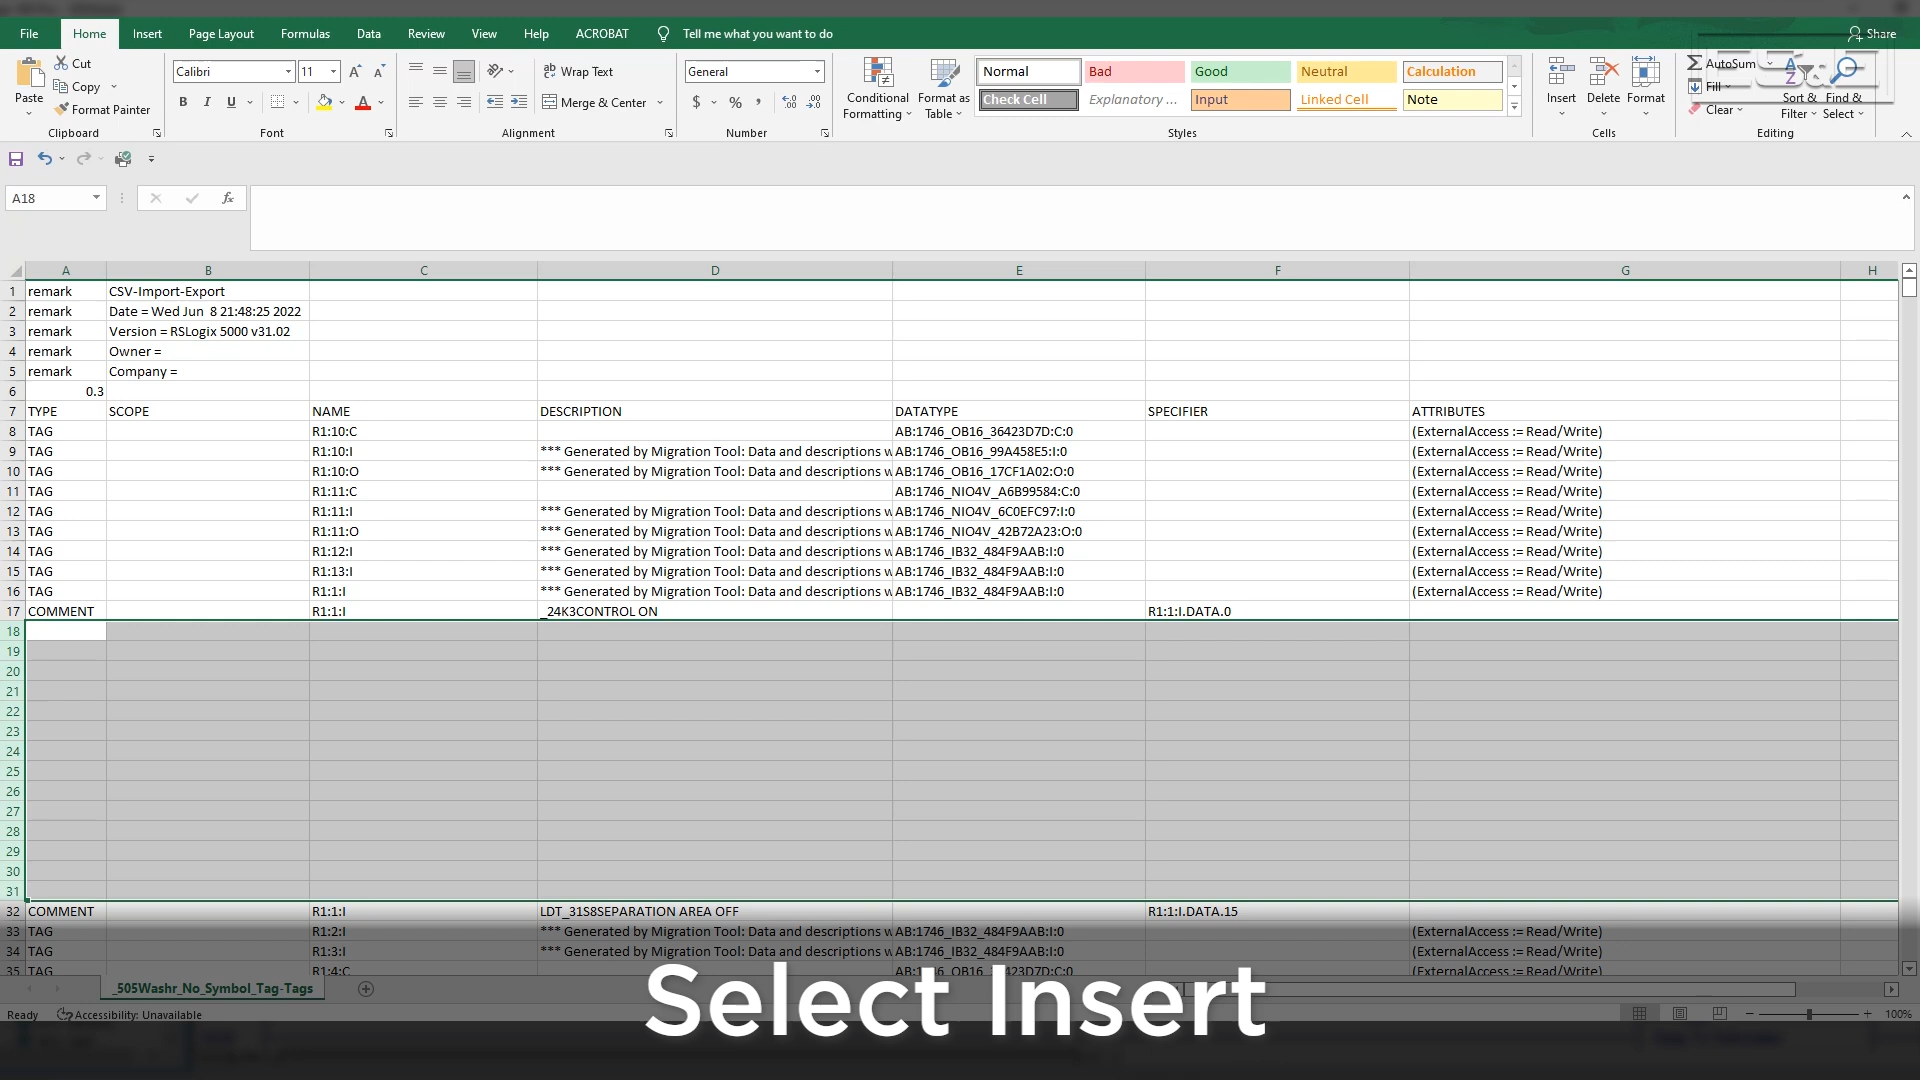 File Home Insert Page Layout Formulas Data Review View Help ACROBAT Tell me what you want to do Share
Paste Cut Copy Format Painter Clipboard
Calibri 11 B I U Font
Wrap Text Merge & Center Alignment
General $ % , Number
Conditional Formatting Format as Table
Normal Bad Good Neutral Calculation
Check Cell Explanatory ... Input Linked Cell Note
Styles
Insert Delete Format Cells
AutoSum Fill Clear Sort & Filter Find & Select Editing
A18 fx
A B C D E F G H
1 remark CSV-Import-Export
2 remark Date = Wed Jun 8 21:48:25 2022
3 remark Version = RSLogix 5000 v31.02
4 remark Owner =
5 remark Company =
6 0.3
7 TYPE SCOPE NAME DESCRIPTION DATATYPE SPECIFIER ATTRIBUTES
8 TAG R1:10:C AB:1746_OB16_36423D7D:C:0 (ExternalAccess := Read/Write)
9 TAG R1:10:I *** Generated by Migration Tool: Data and descriptions w AB:1746_OB16_99A458E5:I:0 (ExternalAccess := Read/Write)
10 TAG R1:10:O *** Generated by Migration Tool: Data and descriptions w AB:1746_OB16_17CF1A02:O:0 (ExternalAccess := Read/Write)
11 TAG R1:11:C AB:1746_NIO4V_A6B99584:C:0 (ExternalAccess := Read/Write)
12 TAG R1:11:I *** Generated by Migration Tool: Data and descriptions w AB:1746_NIO4V_6C0EFC97:I:0 (ExternalAccess := Read/Write)
13 TAG R1:11:O *** Generated by Migration Tool: Data and descriptions w AB:1746_NIO4V_42B72A23:O:0 (ExternalAccess := Read/Write)
14 TAG R1:12:I *** Generated by Migration Tool: Data and descriptions w AB:1746_IB32_484F9AAB:I:0 (ExternalAccess := Read/Write)
15 TAG R1:13:I *** Generated by Migration Tool: Data and descriptions w AB:1746_IB32_484F9AAB:I:0 (ExternalAccess := Read/Write)
16 TAG R1:1:I *** Generated by Migration Tool: Data and descriptions w AB:1746_IB32_484F9AAB:I:0 (ExternalAccess := Read/Write)
17 COMMENT R1:1:I _24K3CONTROL ON R1:1:I.DATA.0
18
19
20
21
22
23
24
25
26
27
28
29
30
31
32 COMMENT R1:1:I LDT_31S8SEPARATION AREA OFF R1:1:I.DATA.15
33 TAG R1:2:I *** Generated by Migration Tool: Data and descriptions w AB:1746_IB32_484F9AAB:I:0 (ExternalAccess := Read/Write)
34 TAG R1:3:I *** Generated by Migration Tool: Data and descriptions w AB:1746_IB32_484F9AAB:I:0 (ExternalAccess := Read/Write)
35 TAG R1:4:C (ExternalAccess := Read/Write)
_505Washr_No_Symbol_Tag-Tags
Select Insert
Ready Accessibility: Unavailable 100%